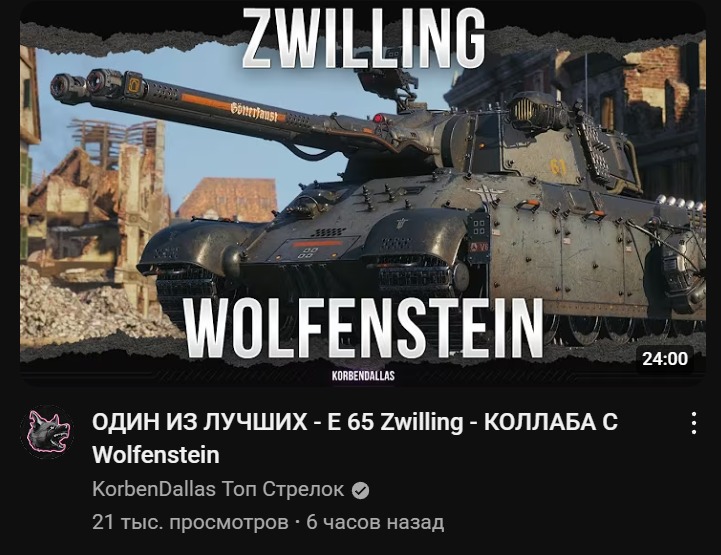 ZWILLING
Götterfaust
61
WOLFENSTEIN
KORBENDALLAS
24:00
ОДИН ИЗ ЛУЧШИХ - E 65 Zwilling - КОЛЛАБА С
Wolfenstein
KorbenDallas Топ Стрелок
21 тыс. просмотров · 6 часов назад